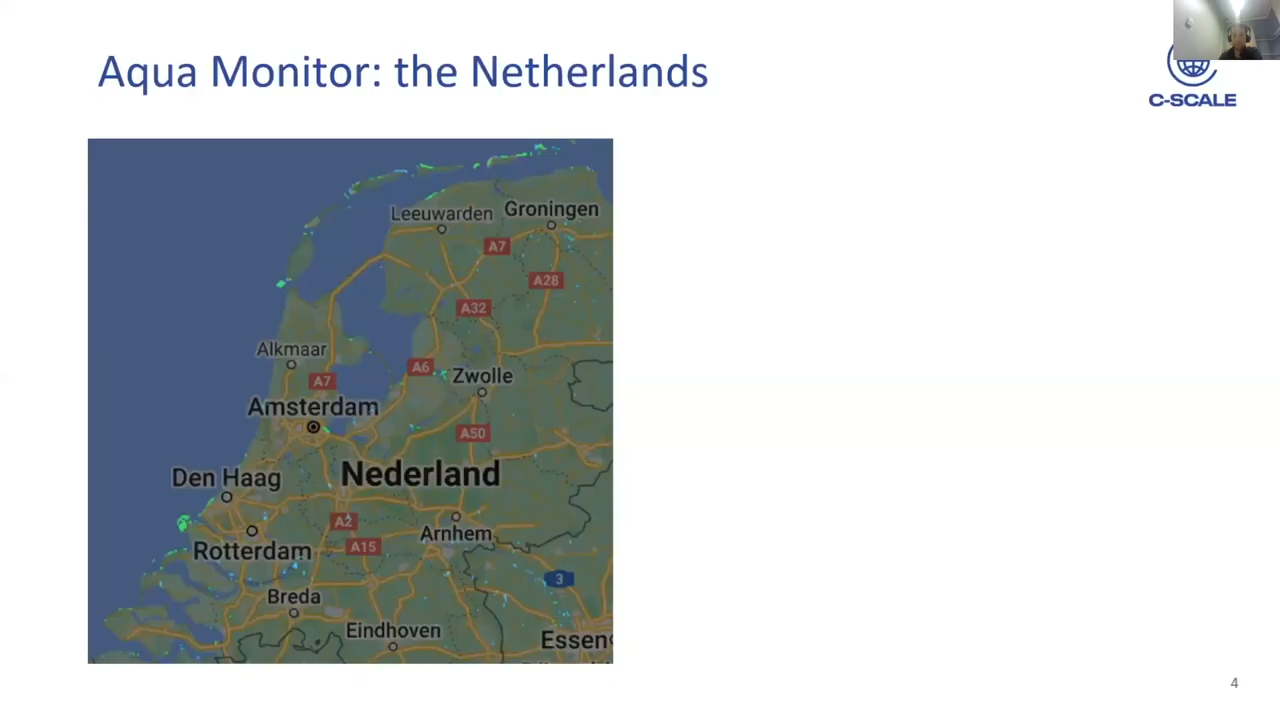 Aqua Monitor: the Netherlands
C-SCALE
Leeuwarden
Groningen
A7
A28
A32
Alkmaar
A6
Zwolle
A7
Amsterdam
A50
Den Haag
Nederland
A2
Arnhem
Rotterdam
A15
3
Breda
Eindhoven
Essen
4